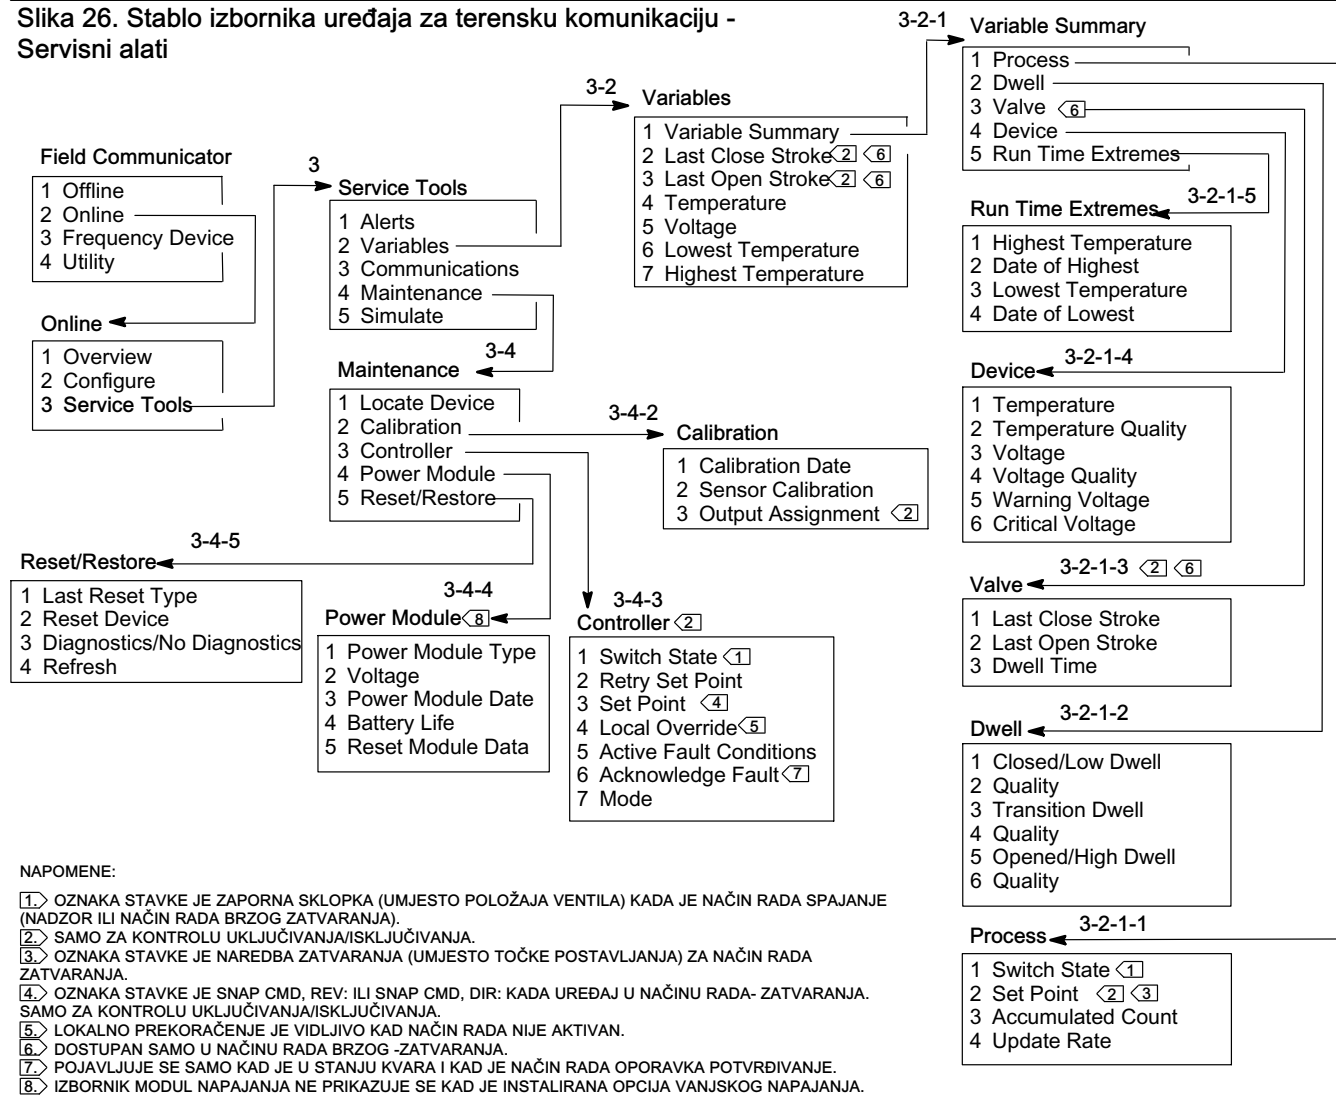 Slika 26. Stablo izbornika uređaja za terensku komunikaciju -
Servisni alati
Field Communicator
1 Offline
2 Online
3 Frequency Device
4 Utility
Online
1 Overview
2 Configure
3 Service Tools
3
Service Tools
1 Alerts
2 Variables
3 Communications
4 Maintenance
5 Simulate
3-2
Variables
1 Variable Summary
2 Last Close Stroke 2 6
3 Last Open Stroke 2 6
4 Temperature
5 Voltage
6 Lowest Temperature
7 Highest Temperature
3-2-1
Variable Summary
1 Process
2 Dwell
3 Valve 6
4 Device
5 Run Time Extremes
3-2-1-5
Run Time Extremes
1 Highest Temperature
2 Date of Highest
3 Lowest Temperature
4 Date of Lowest
3-2-1-4
Device
1 Temperature
2 Temperature Quality
3 Voltage
4 Voltage Quality
5 Warning Voltage
6 Critical Voltage
3-2-1-3 2 6
Valve
1 Last Close Stroke
2 Last Open Stroke
3 Dwell Time
3-2-1-2
Dwell
1 Closed/Low Dwell
2 Quality
3 Transition Dwell
4 Quality
5 Opened/High Dwell
6 Quality
3-2-1-1
Process
1 Switch State 1
2 Set Point 2 3
3 Accumulated Count
4 Update Rate
3-4
Maintenance
1 Locate Device
2 Calibration
3 Controller
4 Power Module
5 Reset/Restore
3-4-2
Calibration
1 Calibration Date
2 Sensor Calibration
3 Output Assignment 2
3-4-5
Reset/Restore
1 Last Reset Type
2 Reset Device
3 Diagnostics/No Diagnostics
4 Refresh
3-4-4
Power Module 8
1 Power Module Type
2 Voltage
3 Power Module Date
4 Battery Life
5 Reset Module Data
3-4-3
Controller 2
1 Switch State 1
2 Retry Set Point
3 Set Point 4
4 Local Override 5
5 Active Fault Conditions
6 Acknowledge Fault 7
7 Mode
NAPOMENE:
1. OZNAKA STAVKE JE ZAPORNA SKLOPKA (UMJESTO POLOŽAJA VENTILA) KADA JE NAČIN RADA SPAJANJE
(NADZOR ILI NAČIN RADA BRZOG ZATVARANJA).
2. SAMO ZA KONTROLU UKLJUČIVANJA/ISKLJUČIVANJA.
3. OZNAKA STAVKE JE NAREDBA ZATVARANJA (UMJESTO TOČKE POSTAVLJANJA) ZA NAČIN RADA
ZATVARANJA.
4. OZNAKA STAVKE JE SNAP CMD, REV: ILI SNAP CMD, DIR: KADA UREĐAJ U NAČINU RADA- ZATVARANJA.
SAMO ZA KONTROLU UKLJUČIVANJA/ISKLJUČIVANJA.
5. LOKALNO PREKORAČENJE JE VIDLJIVO KAD NAČIN RADA NIJE AKTIVAN.
6. DOSTUPAN SAMO U NAČINU RADA BRZOG -ZATVARANJA.
7. POJAVLJUJE SE SAMO KAD JE U STANJU KVARA I KAD JE NAČIN RADA OPORAVKA POTVRĐIVANJE.
8. IZBORNIK MODUL NAPAJANJA NE PRIKAZUJE SE KAD JE INSTALIRANA OPCIJA VANJSKOG NAPAJANJA.